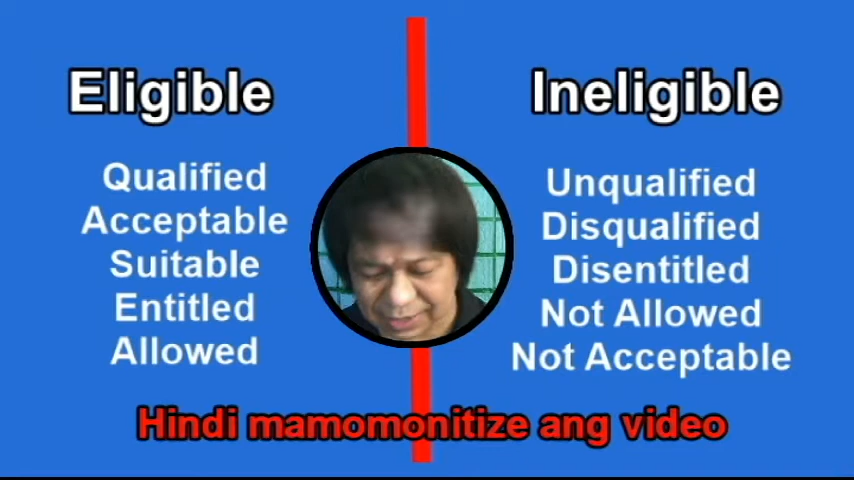 Eligible
Qualified
Acceptable
Suitable
Entitled
Allowed
Ineligible
Unqualified
Disqualified
Disentitled
Not Allowed
Not Acceptable
Hindi mamomonitize ang video